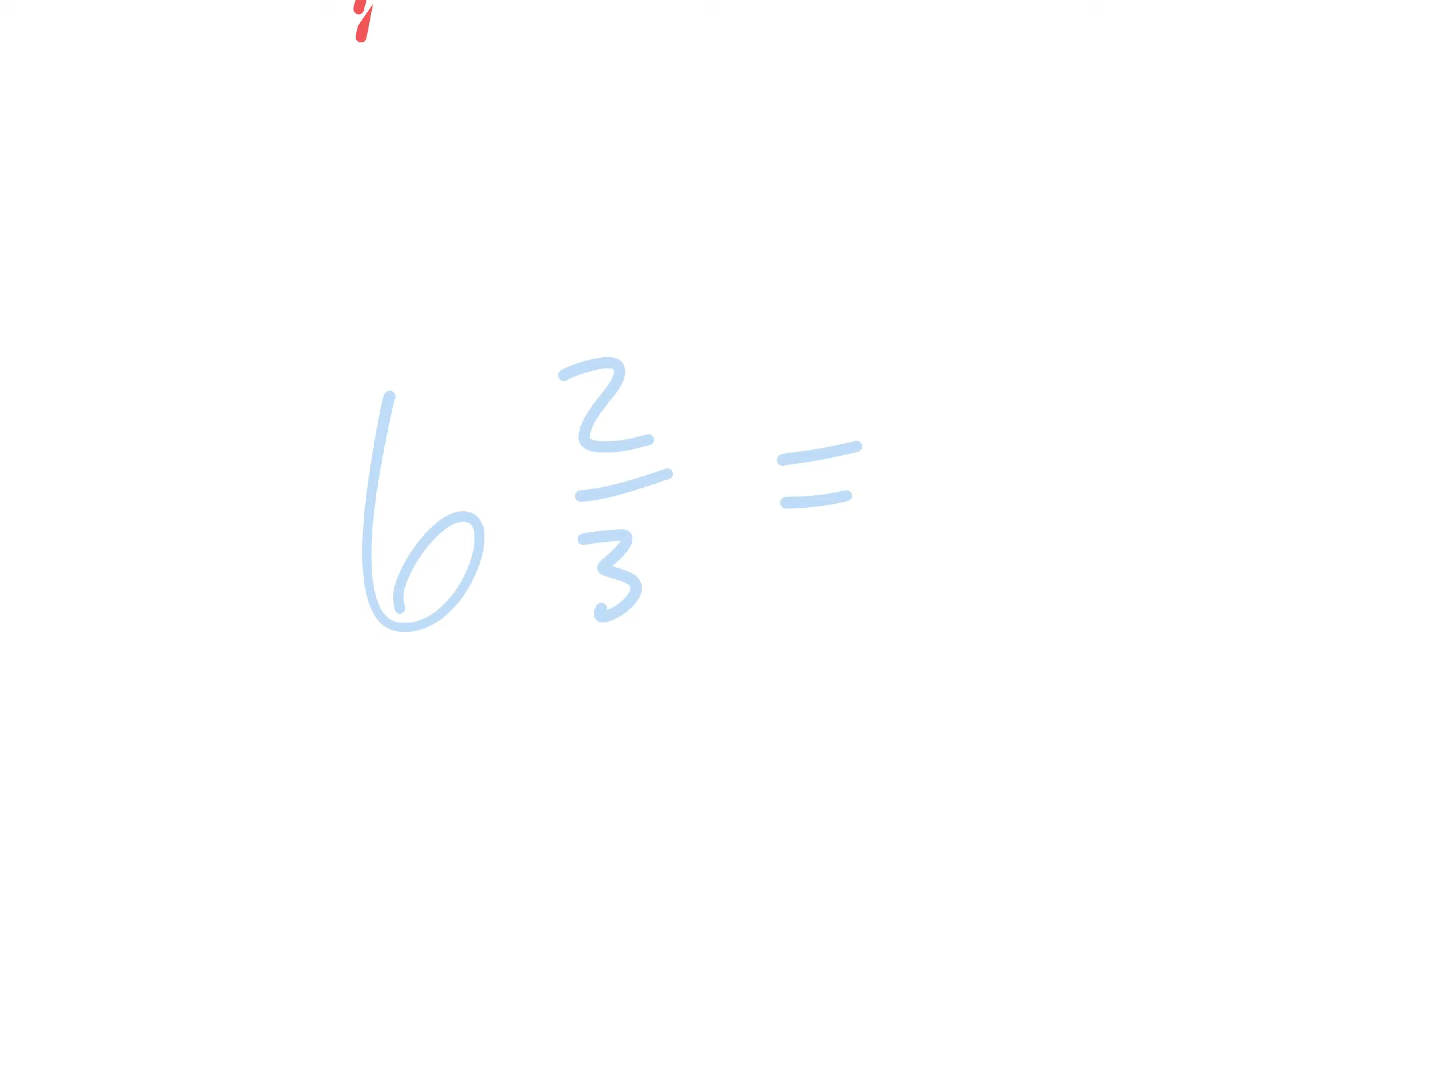 6 2/3 =